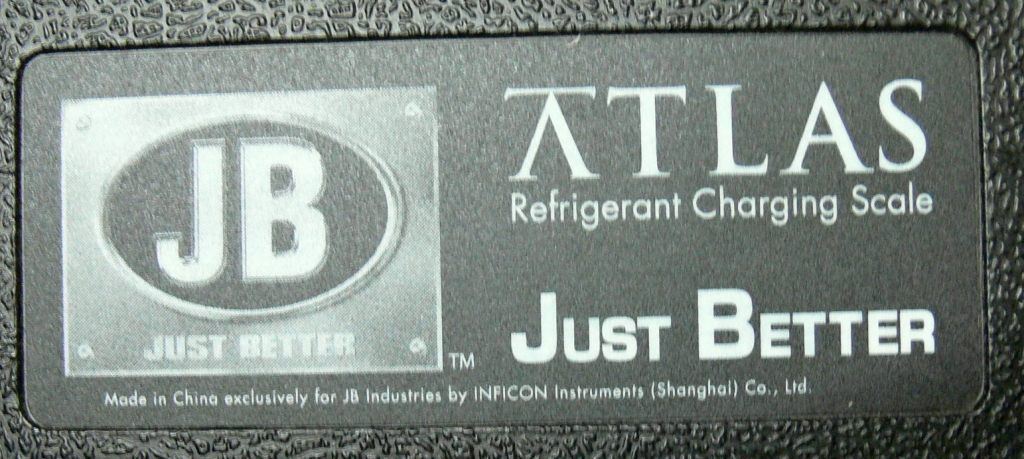 JB
JUST BETTER
TM
ATLAS
Refrigerant Charging Scale
JUST BETTER
Made in China exclusively for JB Industries by INFICON Instruments (Shanghai) Co., Ltd.